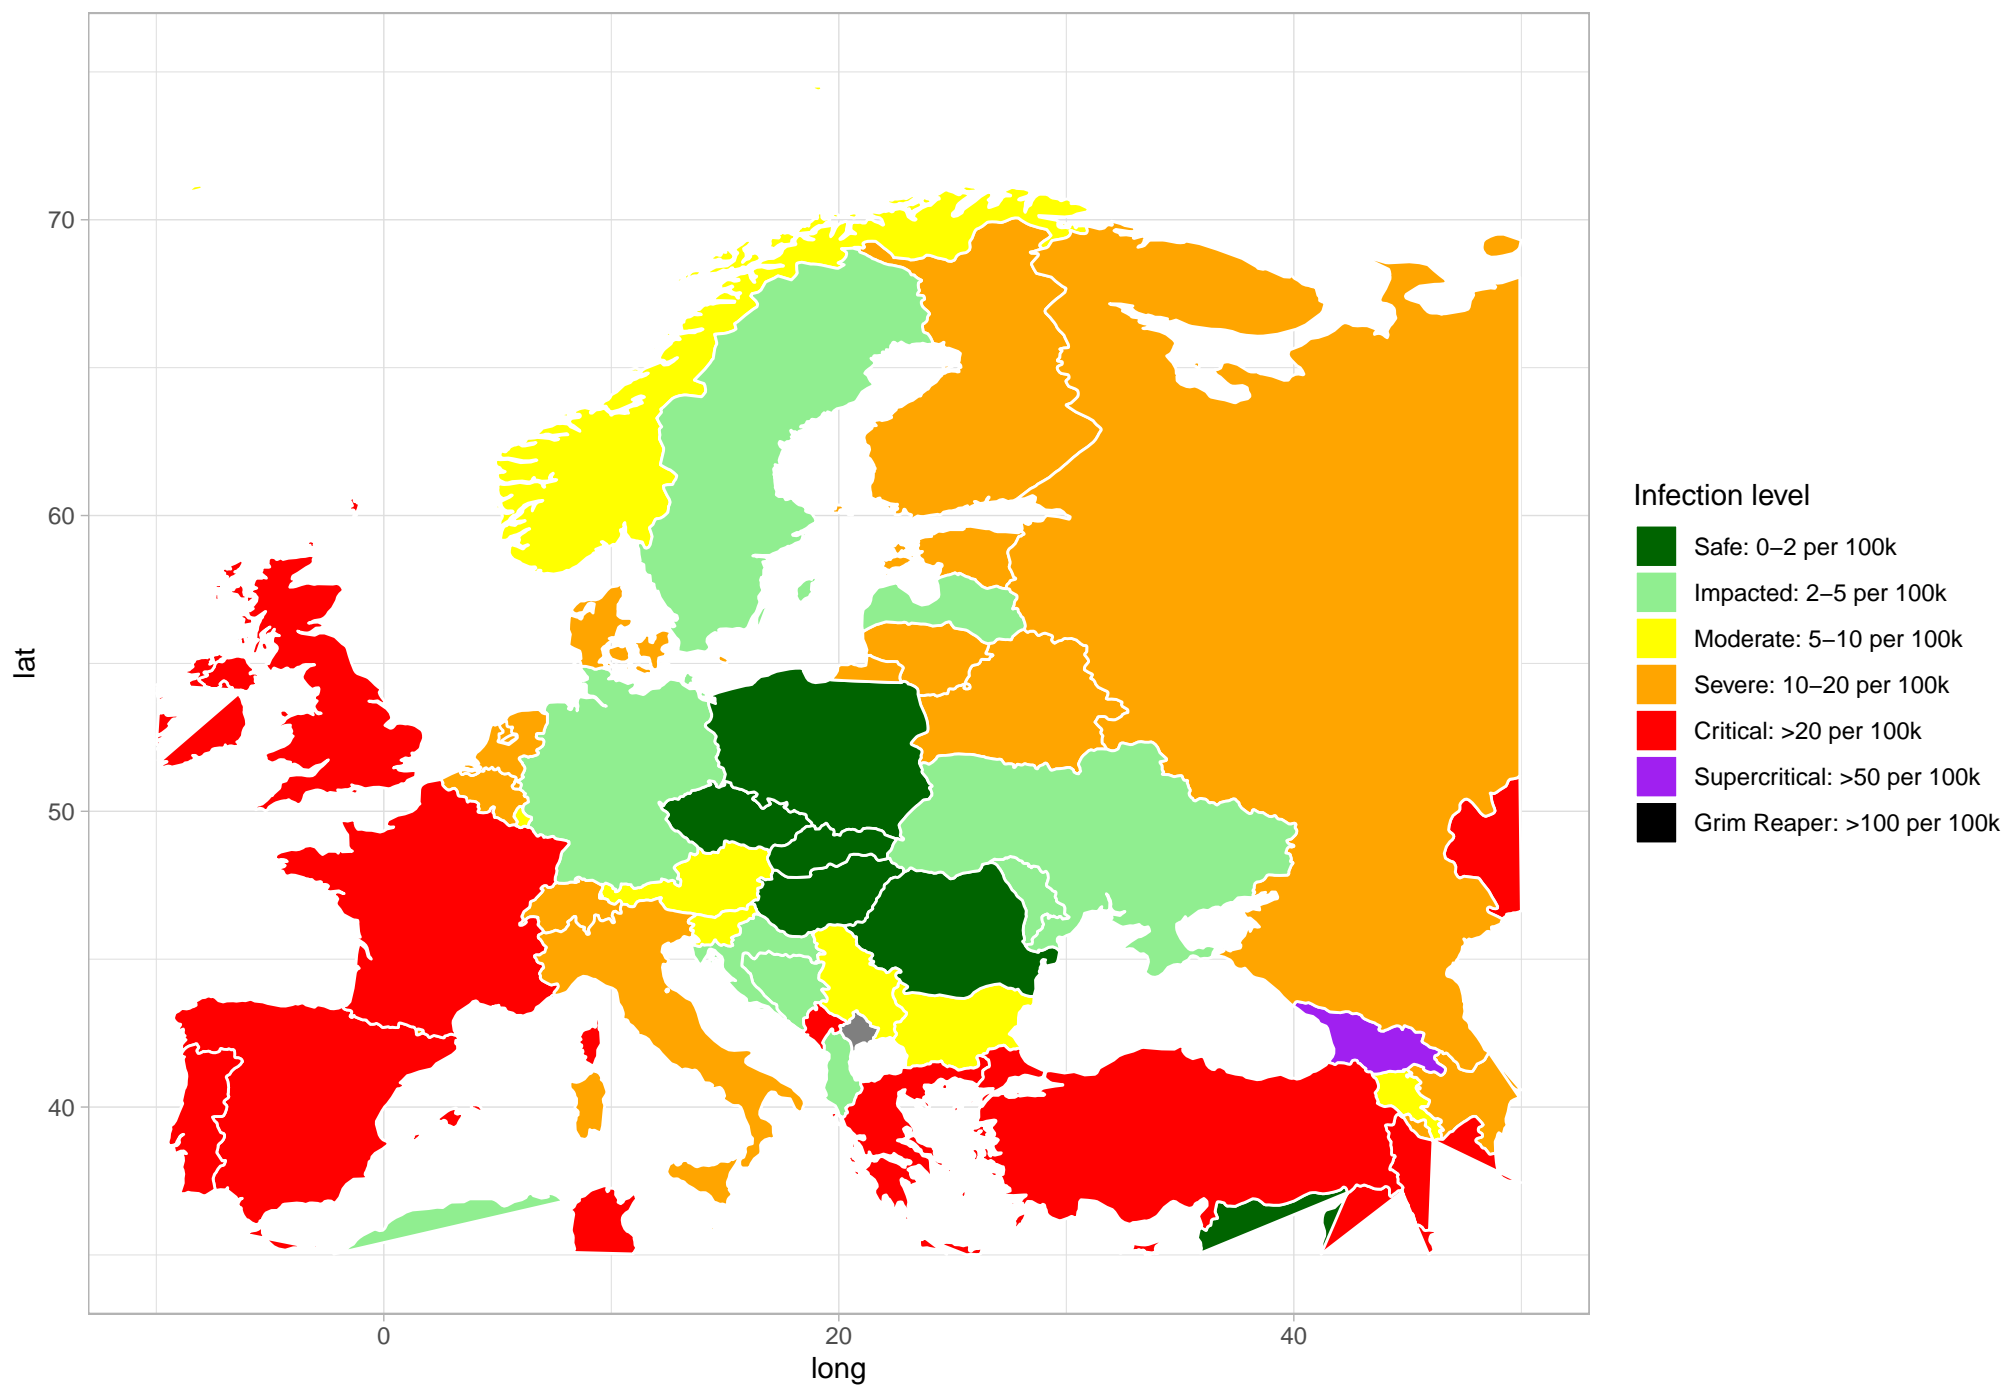 70
60
50
40
lat
0
20
40
long
Infection level
Safe: 0−2 per 100k
Impacted: 2−5 per 100k
Moderate: 5−10 per 100k
Severe: 10−20 per 100k
Critical: >20 per 100k
Supercritical: >50 per 100k
Grim Reaper: >100 per 100k